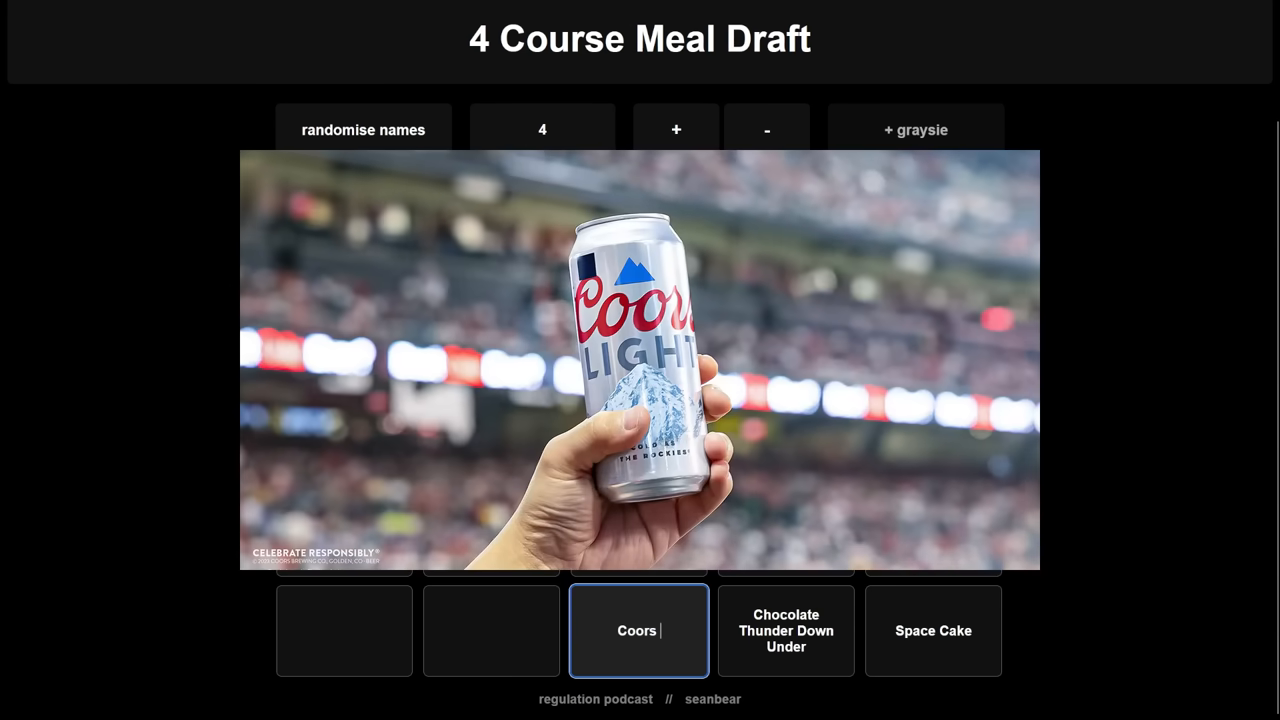 4 Course Meal Draft
randomise names
4
+
-
+ graysie
Coors
LIGHT
COLD AS
THE ROCKIES
CELEBRATE RESPONSIBLY®
© 2023 COORS BREWING CO., GOLDEN, CO · BEER
Coors
Chocolate
Thunder Down
Under
Space Cake
regulation podcast // seanbear